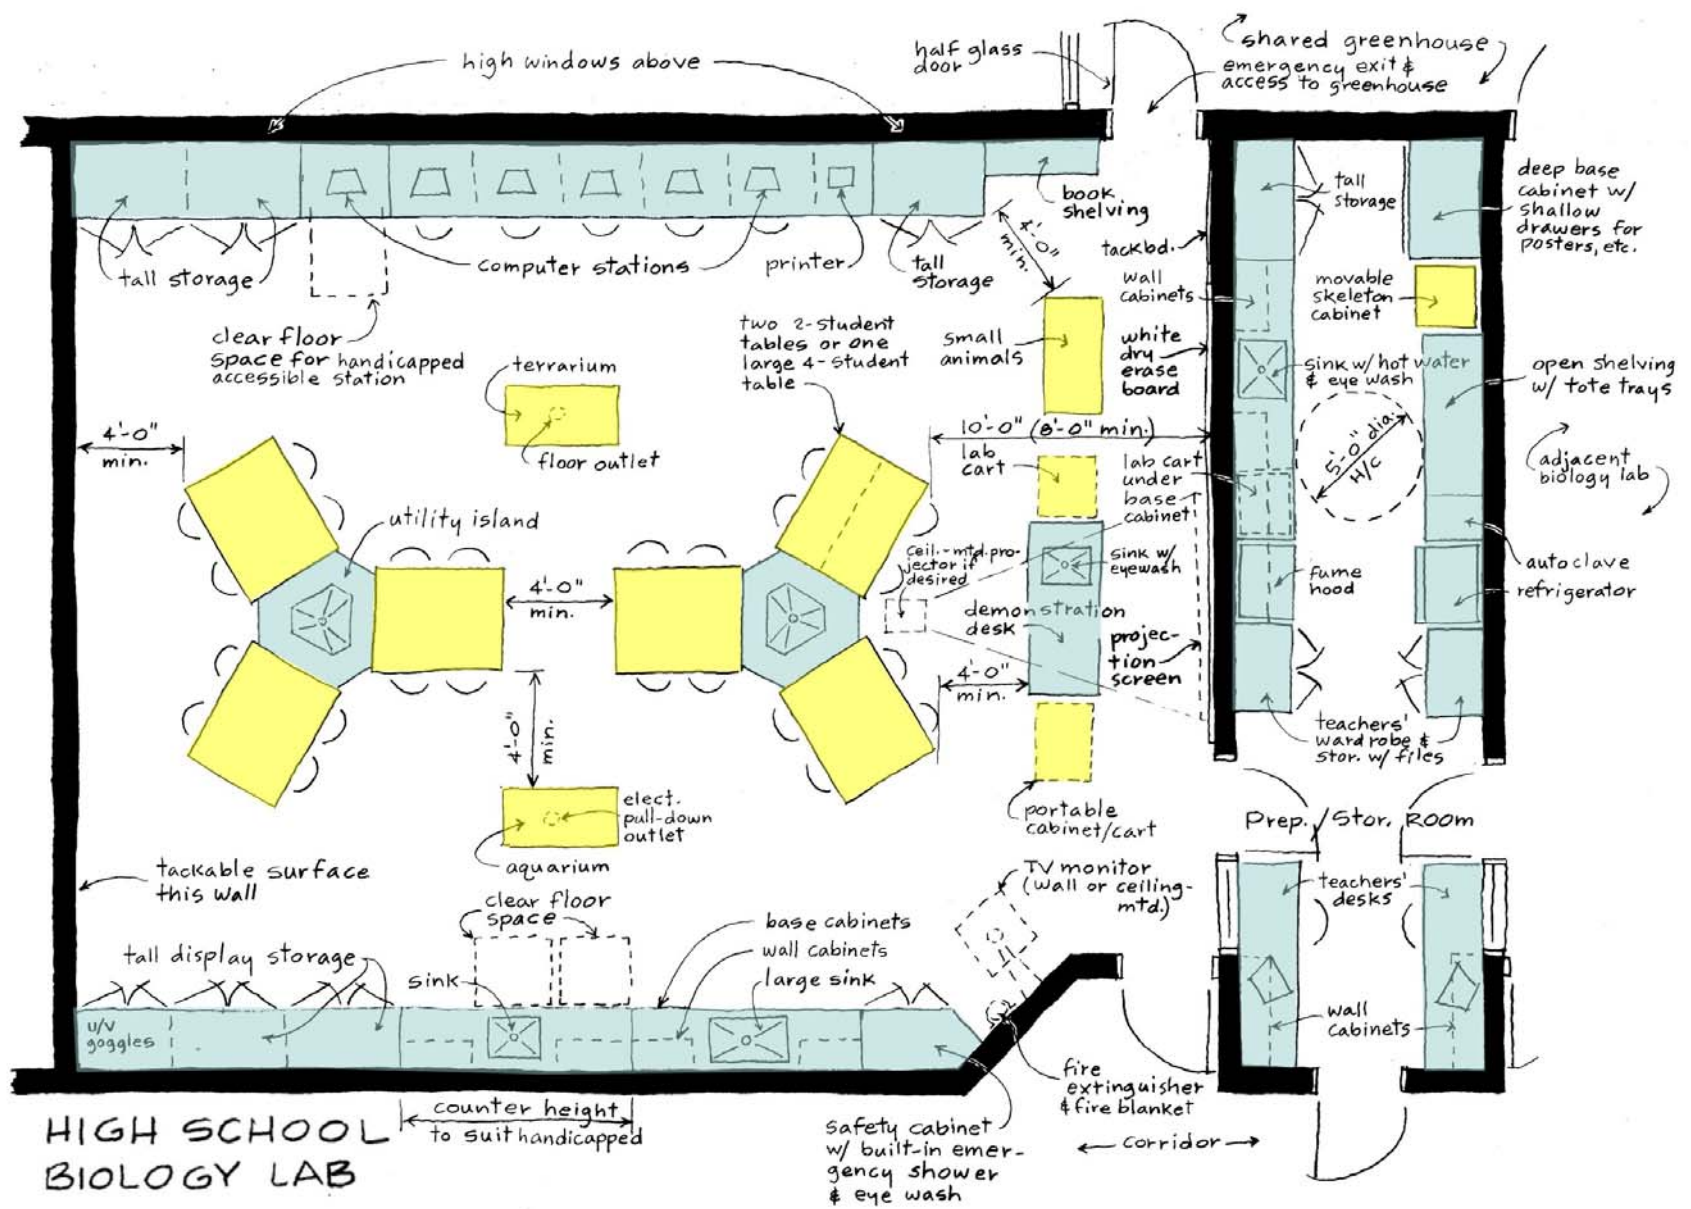 high windows above
half glass
door
shared greenhouse
emergency exit &
access to greenhouse
book
shelving
tall
storage
deep base
cabinet w/
shallow
drawers for
posters, etc.
4'-0"
min.
tackbd.
tall storage
computer stations
printer
tall
storage
wall
cabinets
movable
skeleton
cabinet
clear floor
space for handicapped
accessible station
two 2-student
tables or one
large 4-student
table
small
animals
white
dry
erase
board
sink w/hot water
& eye wash
open shelving
w/ tote trays
terrarium
floor outlet
4'-0"
min.
10'-0" (8'-0" min.)
lab
cart
lab cart
under
base
cabinet
5'-0" dia.
H/C
adjacent
biology lab
utility island
ceil.-mtd. pro-
jector if
desired
sink w/
eyewash
autoclave
fume
hood
refrigerator
4'-0"
min.
demonstration
desk
projec-
tion
screen
4'-0"
min.
4'-0"
min.
teachers'
wardrobe &
stor. w/ files
elect.
pull-down
outlet
aquarium
portable
cabinet/cart
Prep./Stor. Room
tackable surface
this wall
TV monitor
(wall or ceiling-
mtd.)
teachers'
desks
clear floor
space
base cabinets
wall cabinets
large sink
tall display storage
sink
u/v
goggles
wall
cabinets
fire
extinguisher
& fire blanket
counter height
to suit handicapped
safety cabinet
w/ built-in emer-
gency shower
& eye wash
corridor
HIGH SCHOOL
BIOLOGY LAB